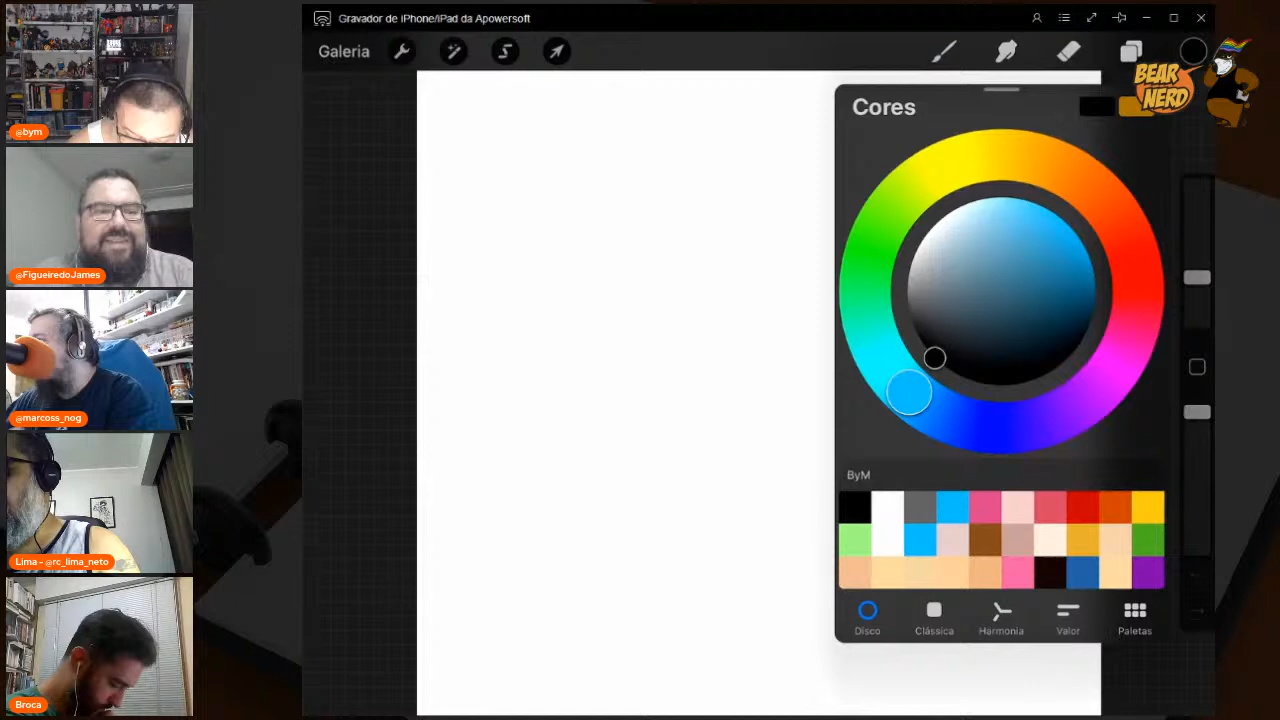 Gravador de iPhone/iPad da Apowersoft
Galeria
BEAR
NERD
Cores
@bym
@FigueiredoJames
@marcoss_nog
Lima - @rc_lima_neto
Broca
ByM
Disco
Clássica
Harmonia
Valor
Paletas